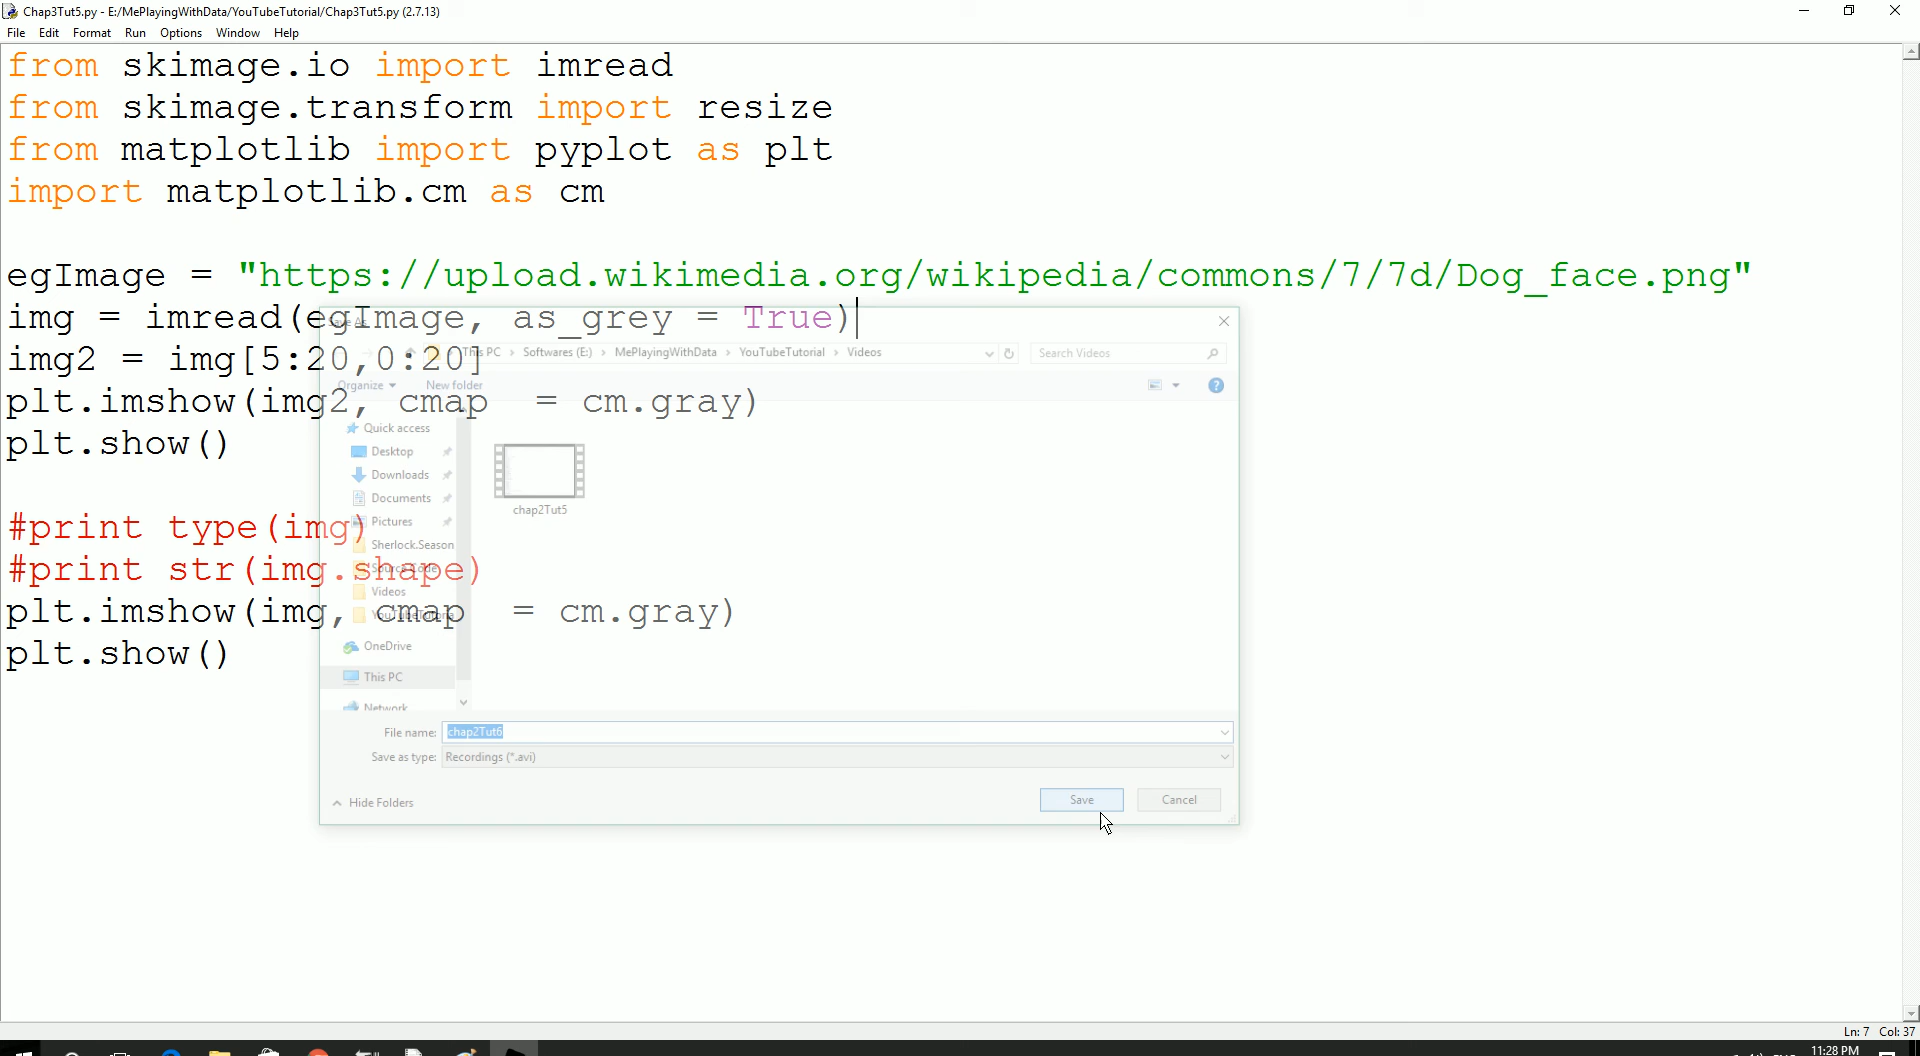 Chap3Tut5.py - E:/MePlayingWithData/YouTubeTutorial/Chap3Tut5.py (2.7.13)
File Edit Format Run Options Window Help
from skimage.io import imread
from skimage.transform import resize
from matplotlib import pyplot as plt
import matplotlib.cm as cm
egImage = "https://upload.wikimedia.org/wikipedia/commons/7/7d/Dog_face.png"
img = imread(egImage, as_grey = True)
img2 = img[5:20,0:20]
plt.imshow(img2, cmap  = cm.gray)
plt.show()
#print type(img)
#print str(img.shape)
plt.imshow(img, cmap  = cm.gray)
plt.show()
Save As
This PC > Softwares (E:) > MePlayingWithData > YouTubeTutorial > Videos
Search Videos
Organize
New folder
Quick access
Desktop
Downloads
Documents
Pictures
Sherlock.Season
Source Code
Videos
YouTubeTutoria
OneDrive
This PC
Network
chap2Tut5
File name: chap2Tut6
Save as type: Recordings (*.avi)
Hide Folders
Save
Cancel
Ln: 7 Col: 37
11:28 PM